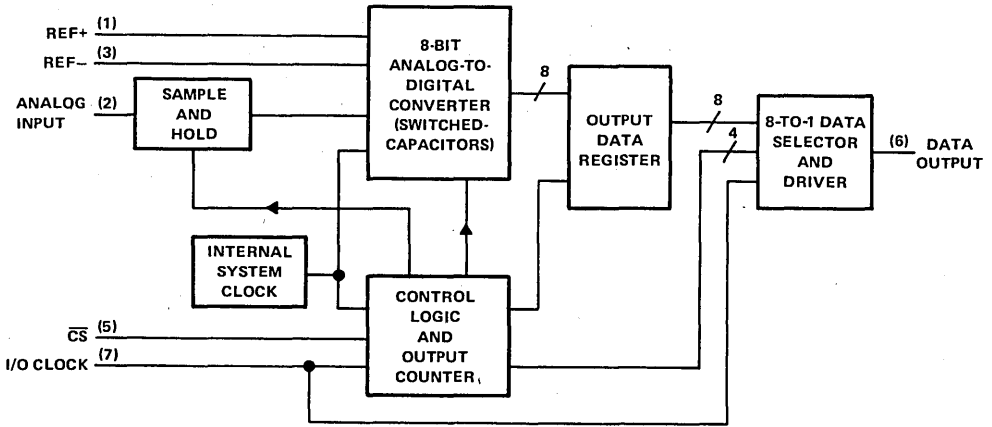 REF+ (1)
REF– (3)
ANALOG INPUT (2)
SAMPLE
AND
HOLD
8-BIT
ANALOG-TO-
DIGITAL
CONVERTER
(SWITCHED-
CAPACITORS)
8
OUTPUT
DATA
REGISTER
8
4
8-TO-1 DATA
SELECTOR
AND
DRIVER
(6) DATA
OUTPUT
INTERNAL
SYSTEM
CLOCK
CONTROL
LOGIC
AND
OUTPUT
COUNTER
C̅S̅ (5)
I/O CLOCK (7)